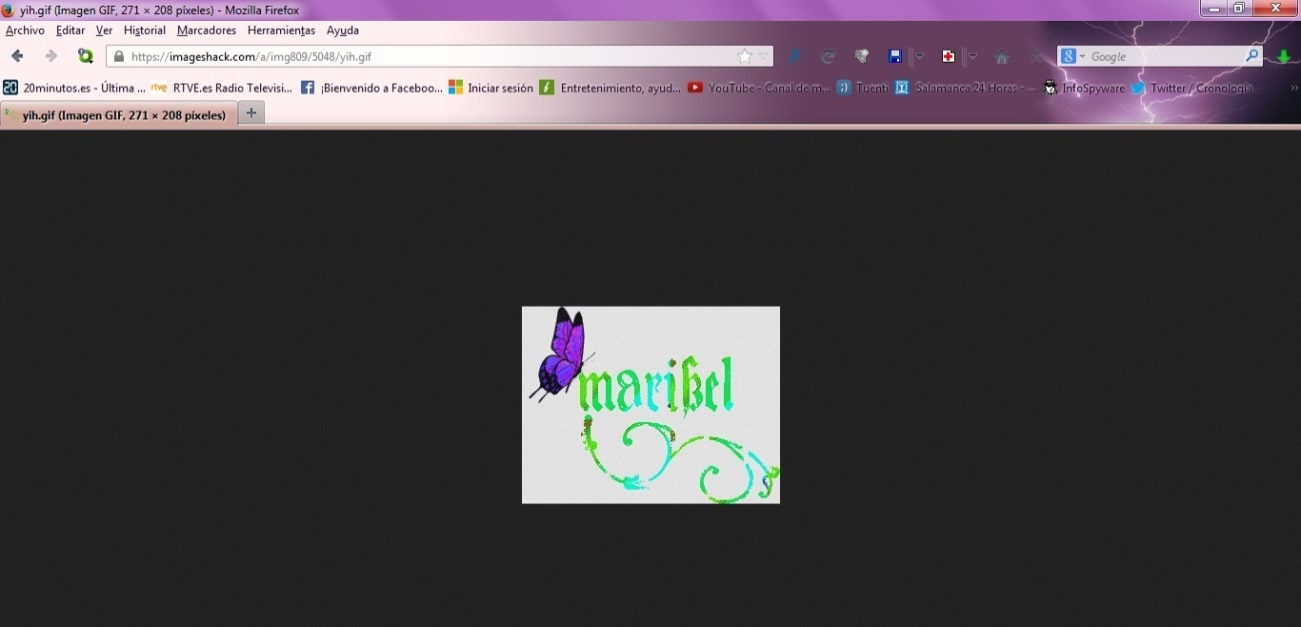 yih.gif (Imagen GIF, 271 × 208 píxeles) - Mozilla Firefox
Archivo Editar Ver Historial Marcadores Herramientas Ayuda
https://imageshack.com/a/img809/5048/yih.gif
Google
20minutos.es - Última ... RTVE.es Radio Televisi... ¡Bienvenido a Faceboo... Iniciar sesión Entretenimiento, ayud... YouTube - Canal de m... Tuenti Salamanca 24 Horas - ... InfoSpyware Twitter / Cronología
yih.gif (Imagen GIF, 271 × 208 píxeles)
marißel